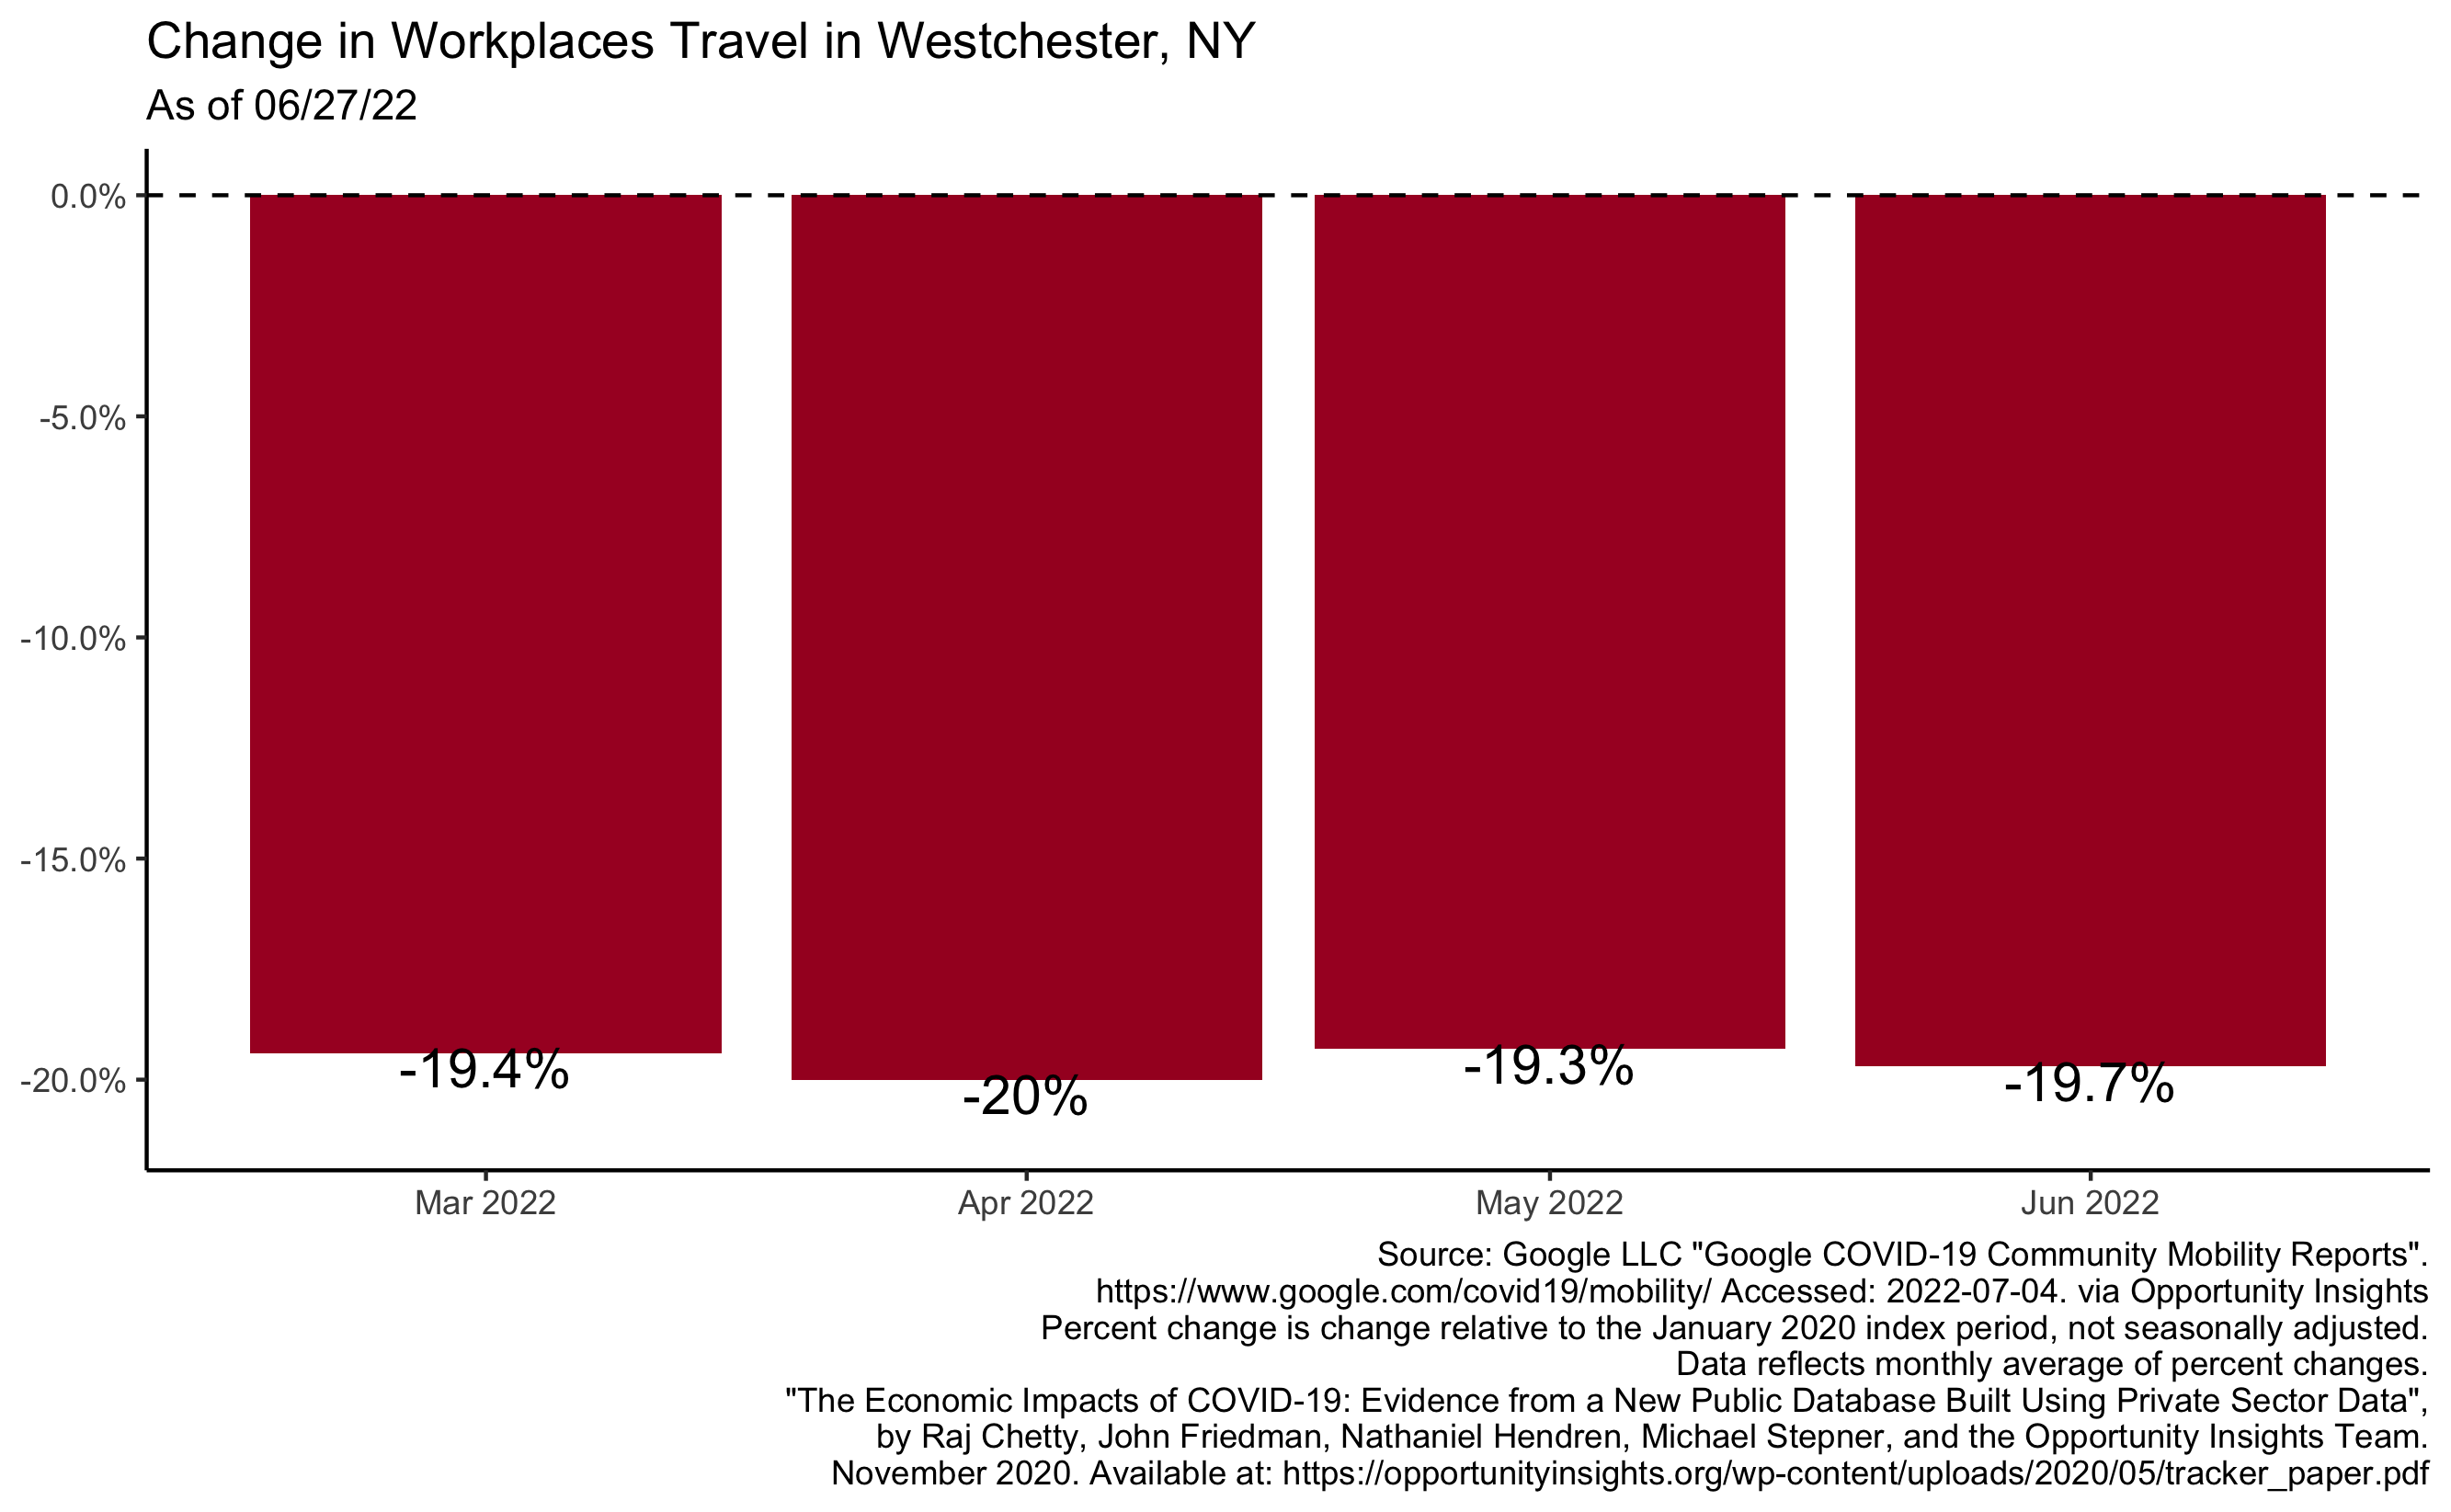 Change in Workplaces Travel in Westchester, NY
As of 06/27/22
0.0%
-5.0%
-10.0%
-15.0%
-20.0%
-19.4%
-20%
-19.3%
-19.7%
Mar 2022
Apr 2022
May 2022
Jun 2022
Source: Google LLC "Google COVID-19 Community Mobility Reports".
https://www.google.com/covid19/mobility/ Accessed: 2022-07-04. via Opportunity Insights
Percent change is change relative to the January 2020 index period, not seasonally adjusted.
Data reflects monthly average of percent changes.
"The Economic Impacts of COVID-19: Evidence from a New Public Database Built Using Private Sector Data",
by Raj Chetty, John Friedman, Nathaniel Hendren, Michael Stepner, and the Opportunity Insights Team.
November 2020. Available at: https://opportunityinsights.org/wp-content/uploads/2020/05/tracker_paper.pdf